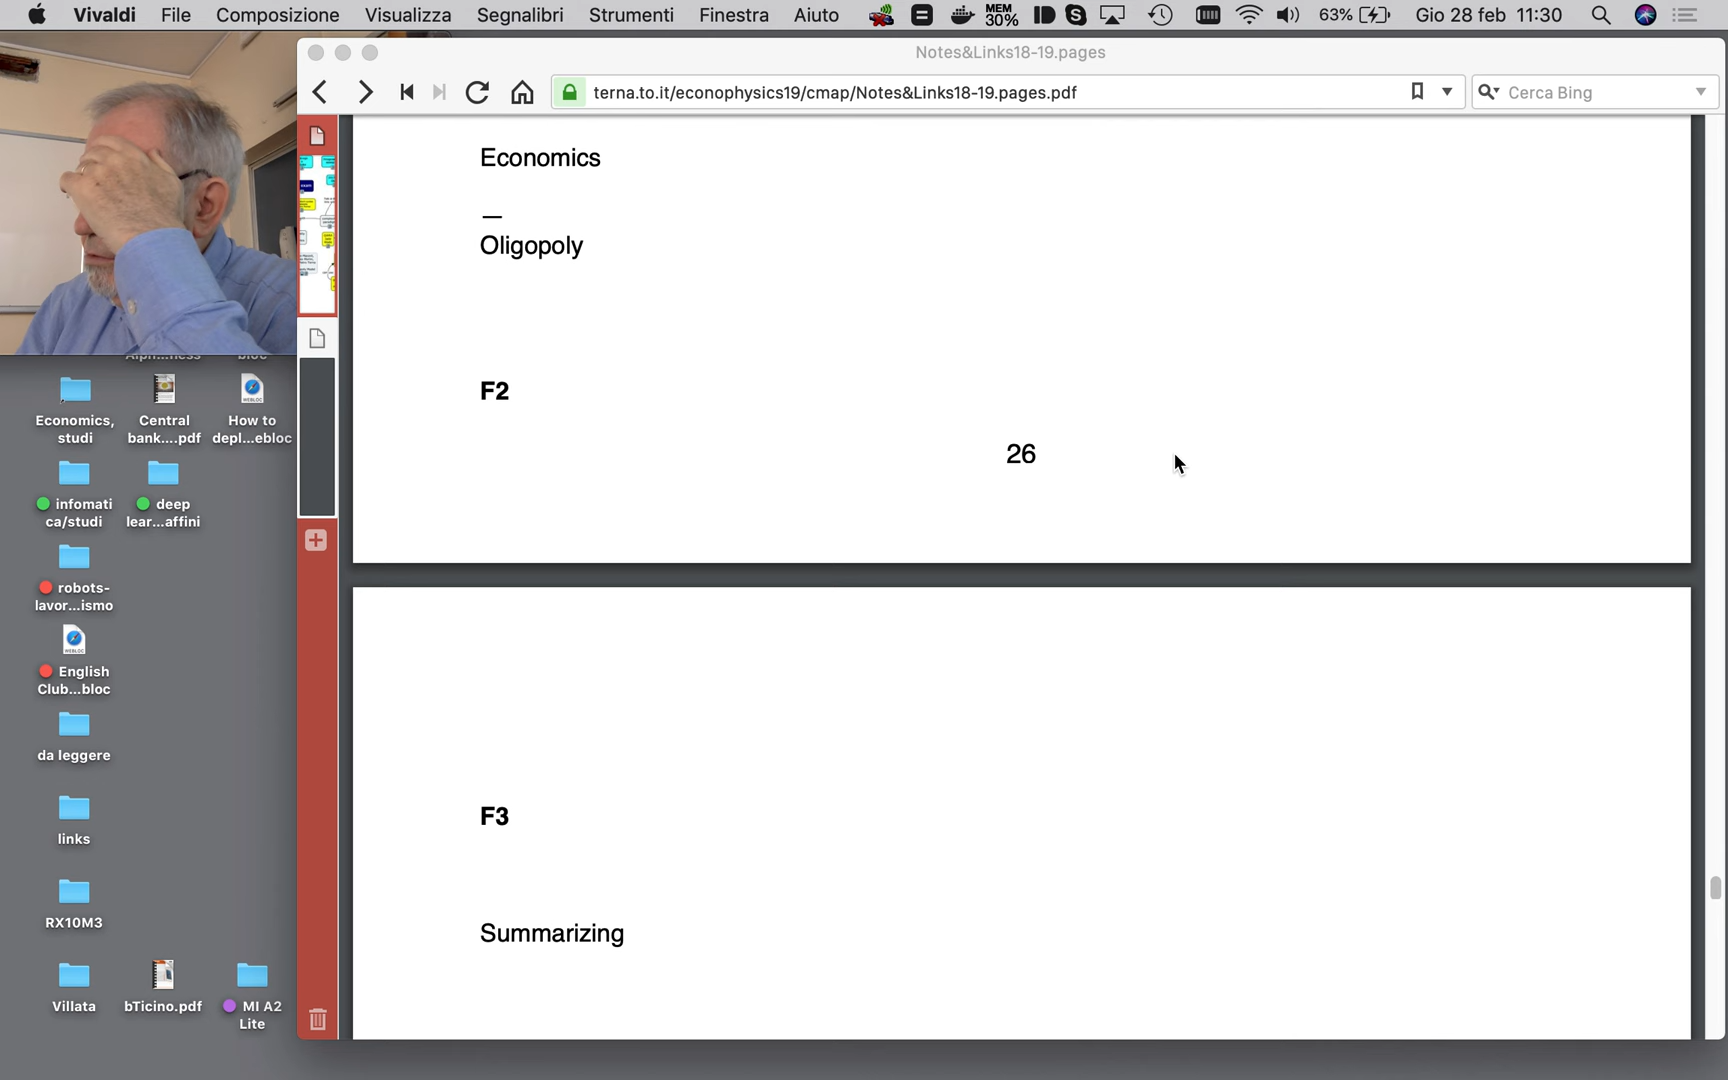 Vivaldi File Composizione Visualizza Segnalibri Strumenti Finestra Aiuto MEM 30% 63% Gio 28 feb 11:30
Notes&Links18-19.pages
terna.to.it/econophysics19/cmap/Notes&Links18-19.pages.pdf
Cerca Bing
Economics
—
Oligopoly
F2
26
F3
Summarizing
bloc
Economics,
studi
Central
bank....pdf
How to
depl...ebloc
infomati
ca/studi
deep
lear...affini
robots-
lavor...ismo
English
Club...bloc
da leggere
links
RX10M3
Villata
bTicino.pdf
MI A2
Lite